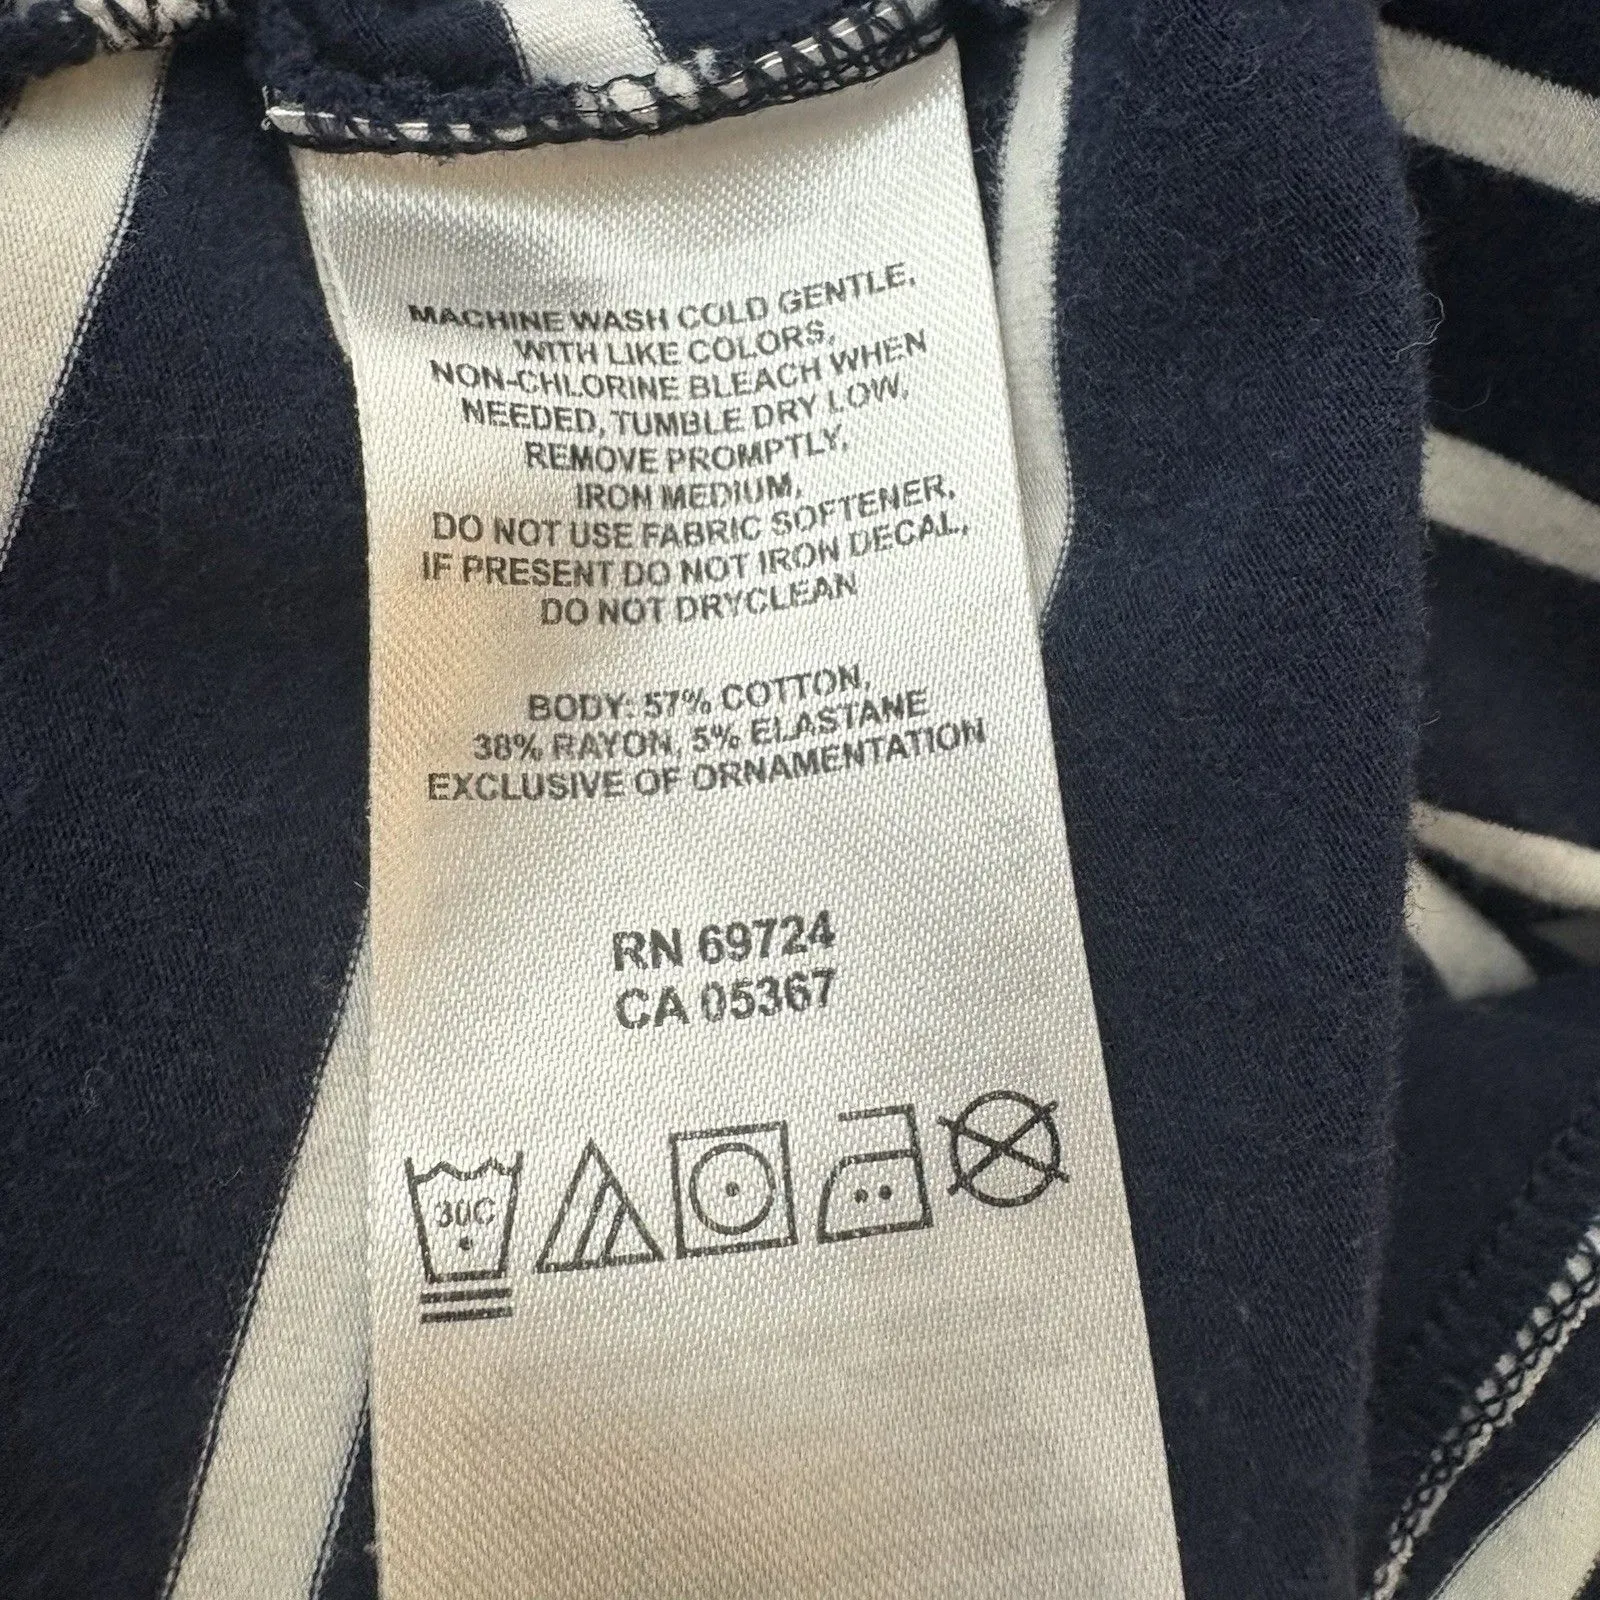 MACHINE WASH COLD GENTLE,
WITH LIKE COLORS,
NON-CHLORINE BLEACH WHEN
NEEDED, TUMBLE DRY LOW,
REMOVE PROMPTLY,
IRON MEDIUM,
DO NOT USE FABRIC SOFTENER,
IF PRESENT DO NOT IRON DECAL,
DO NOT DRYCLEAN
BODY: 57% COTTON,
38% RAYON, 5% ELASTANE
EXCLUSIVE OF ORNAMENTATION
RN 69724
CA 05367
30C